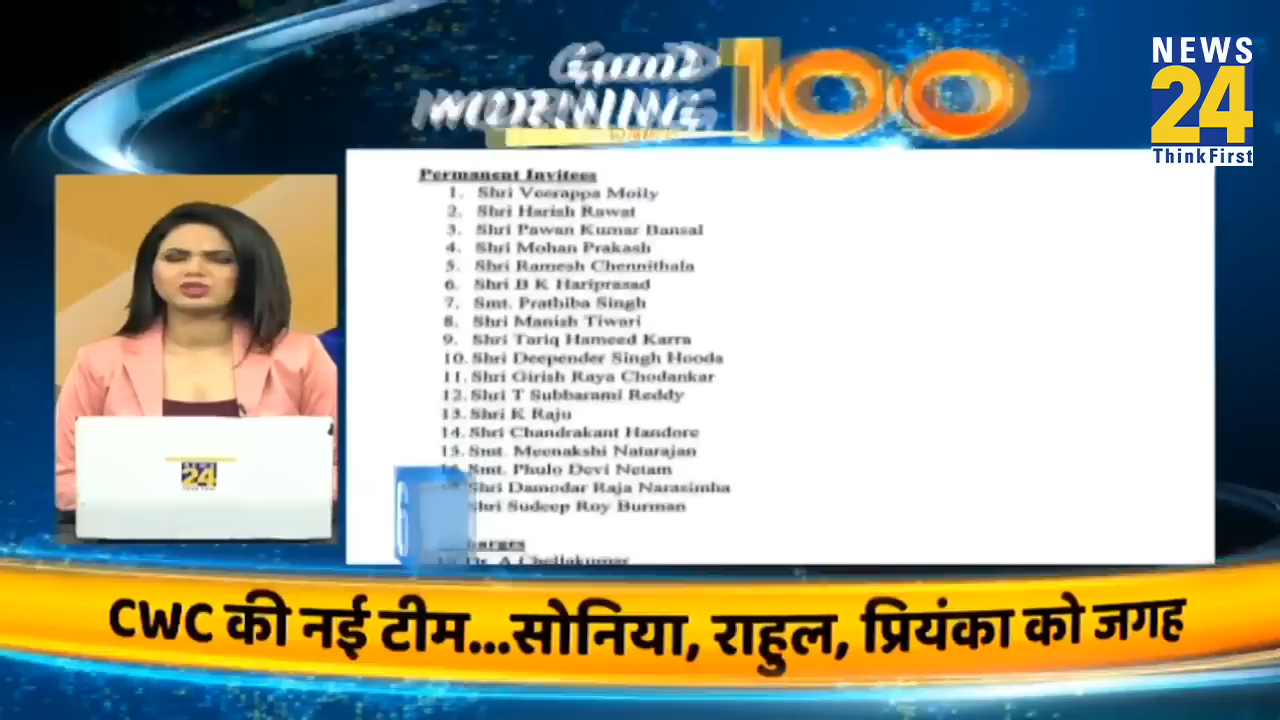 GOOD
MORNING
100
NEWS
24
ThinkFirst
Permanent Invitees
1. Shri Veerappa Moily
2. Shri Harish Rawat
3. Shri Pawan Kumar Bansal
4. Shri Mohan Prakash
5. Shri Ramesh Chennithala
6. Shri B K Hariprasad
7. Smt. Prathiba Singh
8. Shri Manish Tiwari
9. Shri Tariq Hameed Karra
10. Shri Deepender Singh Hooda
11. Shri Girish Raya Chodankar
12. Shri T Subbarami Reddy
13. Shri K Raju
14. Shri Chandrakant Handore
15. Smt. Meenakshi Natarajan
Smt. Phulo Devi Netam
Shri Damodar Raja Narasimha
Shri Sudeep Roy Burman
Dr. A Chellakumar
24
6
CWC की नई टीम...सोनिया, राहुल, प्रियंका को जगह